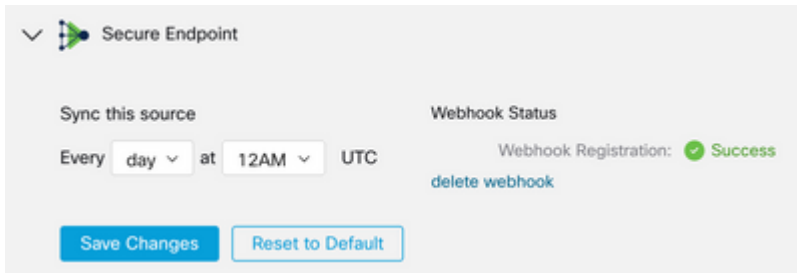 Secure Endpoint
Sync this source
Every day at 12AM UTC
Webhook Status
Webhook Registration: Success
delete webhook
Save Changes
Reset to Default